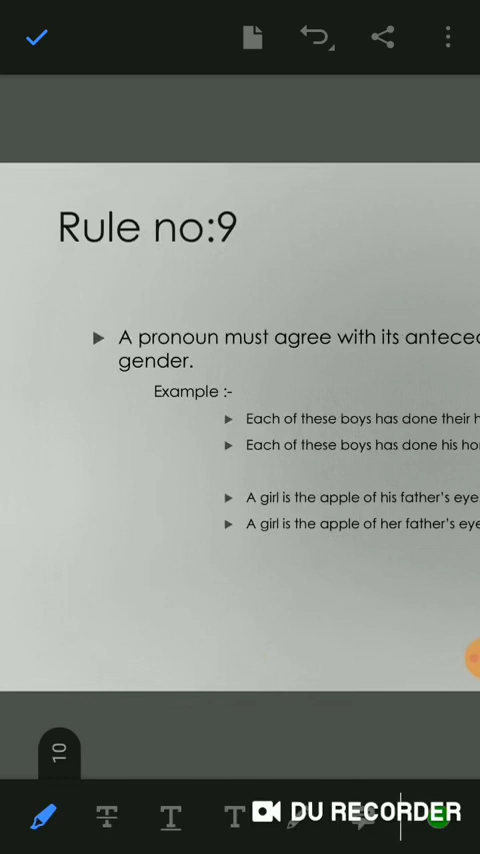 Rule no:9
A pronoun must agree with its
gender.
Example :-
Each of these boys has done their
Each of these boys has done his
A girl is the apple of his father's eye
A girl is the apple of her father's eye
10
T T T DU RECORDER